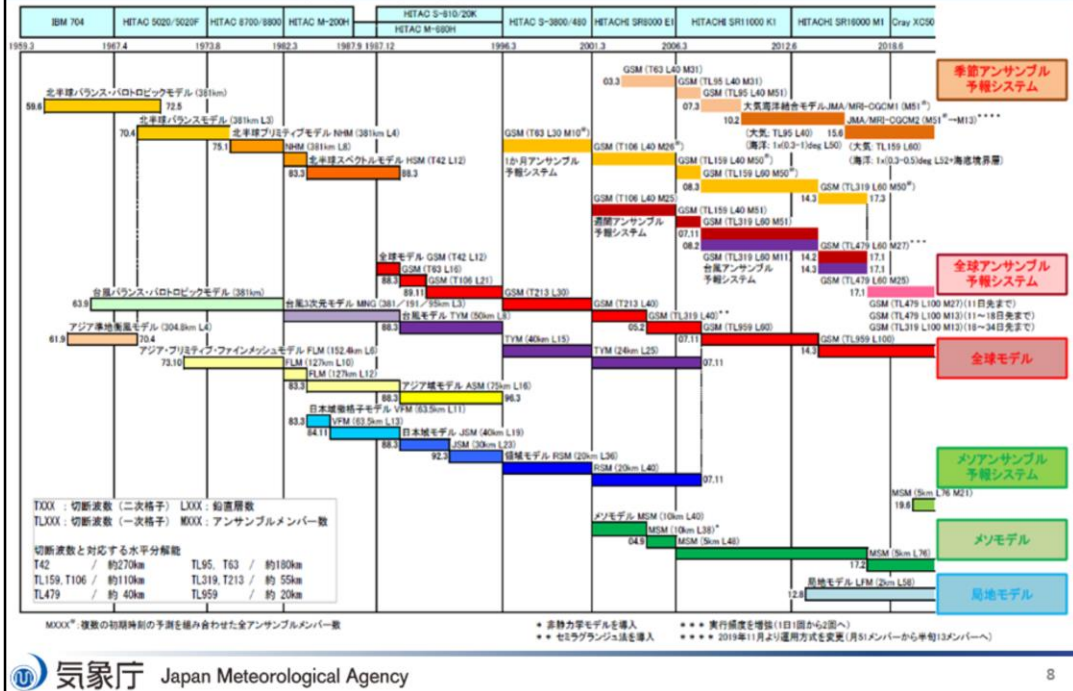 IBM 704 HITAC 5020/5020F HITAC 8700/8800 HITAC M-200H HITAC S-810/20K HITAC S-3800/480 HITACHI SR8000 E1 HITACHI SR11000 K1 HITACHI SR16000 M1 Cray XC50
HITAC M-680H
1959.3 1967.4 1973.8 1982.3 1987.9 1987.12 1996.3 2001.3 2006.3 2012.6 2018.6
GSM (T63 L40 M31)
03.3 GSM (TL95 L40 M31)
GSM (TL95 L40 M51)
07.3 大気海洋結合モデルJMA/MRI-CGCM1 (M51※)
10.2 JMA/MRI-CGCM2 (M51※→M13)****
(大気: TL95 L40) 15.6
(海洋: 1x(0.3-1)deg L50) (大気: TL159 L60)
(海洋: 1x(0.3-0.5)deg L52+海底境界層)
季節アンサンブル
予報システム
北半球バランス・バロトロピックモデル(381km)
59.6 72.5
北半球バランスモデル(381km L3)
70.4 北半球プリミティブモデル NHM (381km L4)
75.1 NHM (381km L8)
北半球スペクトルモデル HSM (T42 L12)
83.3 88.3
GSM (T63 L30 M10※)
GSM (T106 L40 M26※)
1か月アンサンブル
予報システム
GSM (TL159 L40 M50※)
GSM (TL159 L60 M50※)
08.3 GSM (TL319 L60 M50※)
14.3 17.3
GSM (T106 L40 M25)
GSM (TL159 L40 M51)
週間アンサンブル
予報システム
GSM (TL319 L60 M51)
07.11
08.2 GSM (TL479 L60 M27)***
GSM (TL319 L60 M11) 14.2 17.1
台風アンサンブル
予報システム
14.3 17.1
GSM (TL479 L60 M25)
17.1
GSM (TL479 L100 M27)(11日先まで)
GSM (TL479 L100 M13)(11~18日先まで)
GSM (TL319 L100 M13)(18~34日先まで)
全球アンサンブル
予報システム
全球モデル GSM (T42 L12)
GSM (T63 L16)
88.3 GSM (T106 L21)
89.11 GSM (T213 L30)
GSM (T213 L40)
GSM (TL319 L40)**
05.2 GSM (TL959 L60)
07.11 GSM (TL959 L100)
14.3
全球モデル
台風バランス・バロトロピックモデル(381km)
63.9 台風3次元モデル MNG (381/191/95km L3)
台風モデル TYM (50km L8)
88.3 TYM (40km L15)
TYM (24km L25)
07.11
アジア準地衡風モデル(304.8km L4)
61.9 70.4
アジア・プリミティブ・ファインメッシュモデル FLM (152.4km L6)
73.10 FLM (127km L10)
FLM (127km L12)
83.3 アジア域モデル ASM (75km L16)
88.3 96.3
日本域微格子モデル VFM (63.5km L11)
83.3 VFM (63.5km L13)
84.11 日本域モデル JSM (40km L19)
88.3 JSM (30km L23)
92.3 領域モデル RSM (20km L36)
RSM (20km L40)
07.11
メソアンサンブル
予報システム
MSM (5km L76 M21)
19.6
メソモデル MSM (10km L40)
MSM (10km L38)*
04.9 MSM (5km L48)
MSM (5km L76)
17.2
メソモデル
局地モデル LFM (2km L58)
12.8
局地モデル
TXXX : 切断波数(二次格子) LXXX : 鉛直層数
TLXXX : 切断波数(一次格子) MXXX : アンサンブルメンバー数
切断波数と対応する水平分解能
T42 / 約270km TL95, T63 / 約180km
TL159, T106 / 約110km TL319, T213 / 約 55km
TL479 / 約 40km TL959 / 約 20km
MXXX※:複数の初期時刻の予測を組み合わせた全アンサンブルメンバー数
* 非静力学モデルを導入 *** 実行頻度を増強(1日1回から2回へ)
** セミラグランジュ法を導入 **** 2019年11月より運用方式を変更(月51メンバーから半旬13メンバーへ)
気象庁 Japan Meteorological Agency
8